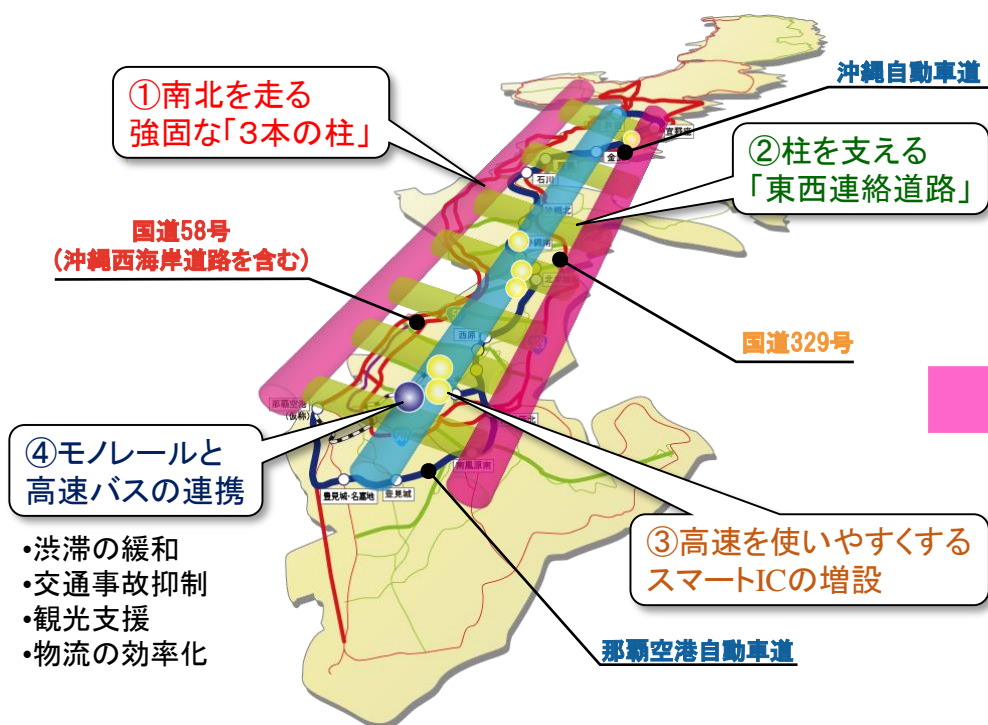 沖縄自動車道
①南北を走る
強固な「3本の柱」
②柱を支える
「東西連絡道路」
宜野座
石川
国道58号
(沖縄西海岸道路を含む)
国道329号
西原
那覇空港
(仮称)
④モノレールと
高速バスの連携
南風原南
豊見城・名嘉地
豊見城
•渋滞の緩和
•交通事故抑制
•観光支援
•物流の効率化
③高速を使いやすくする
スマートICの増設
那覇空港自動車道